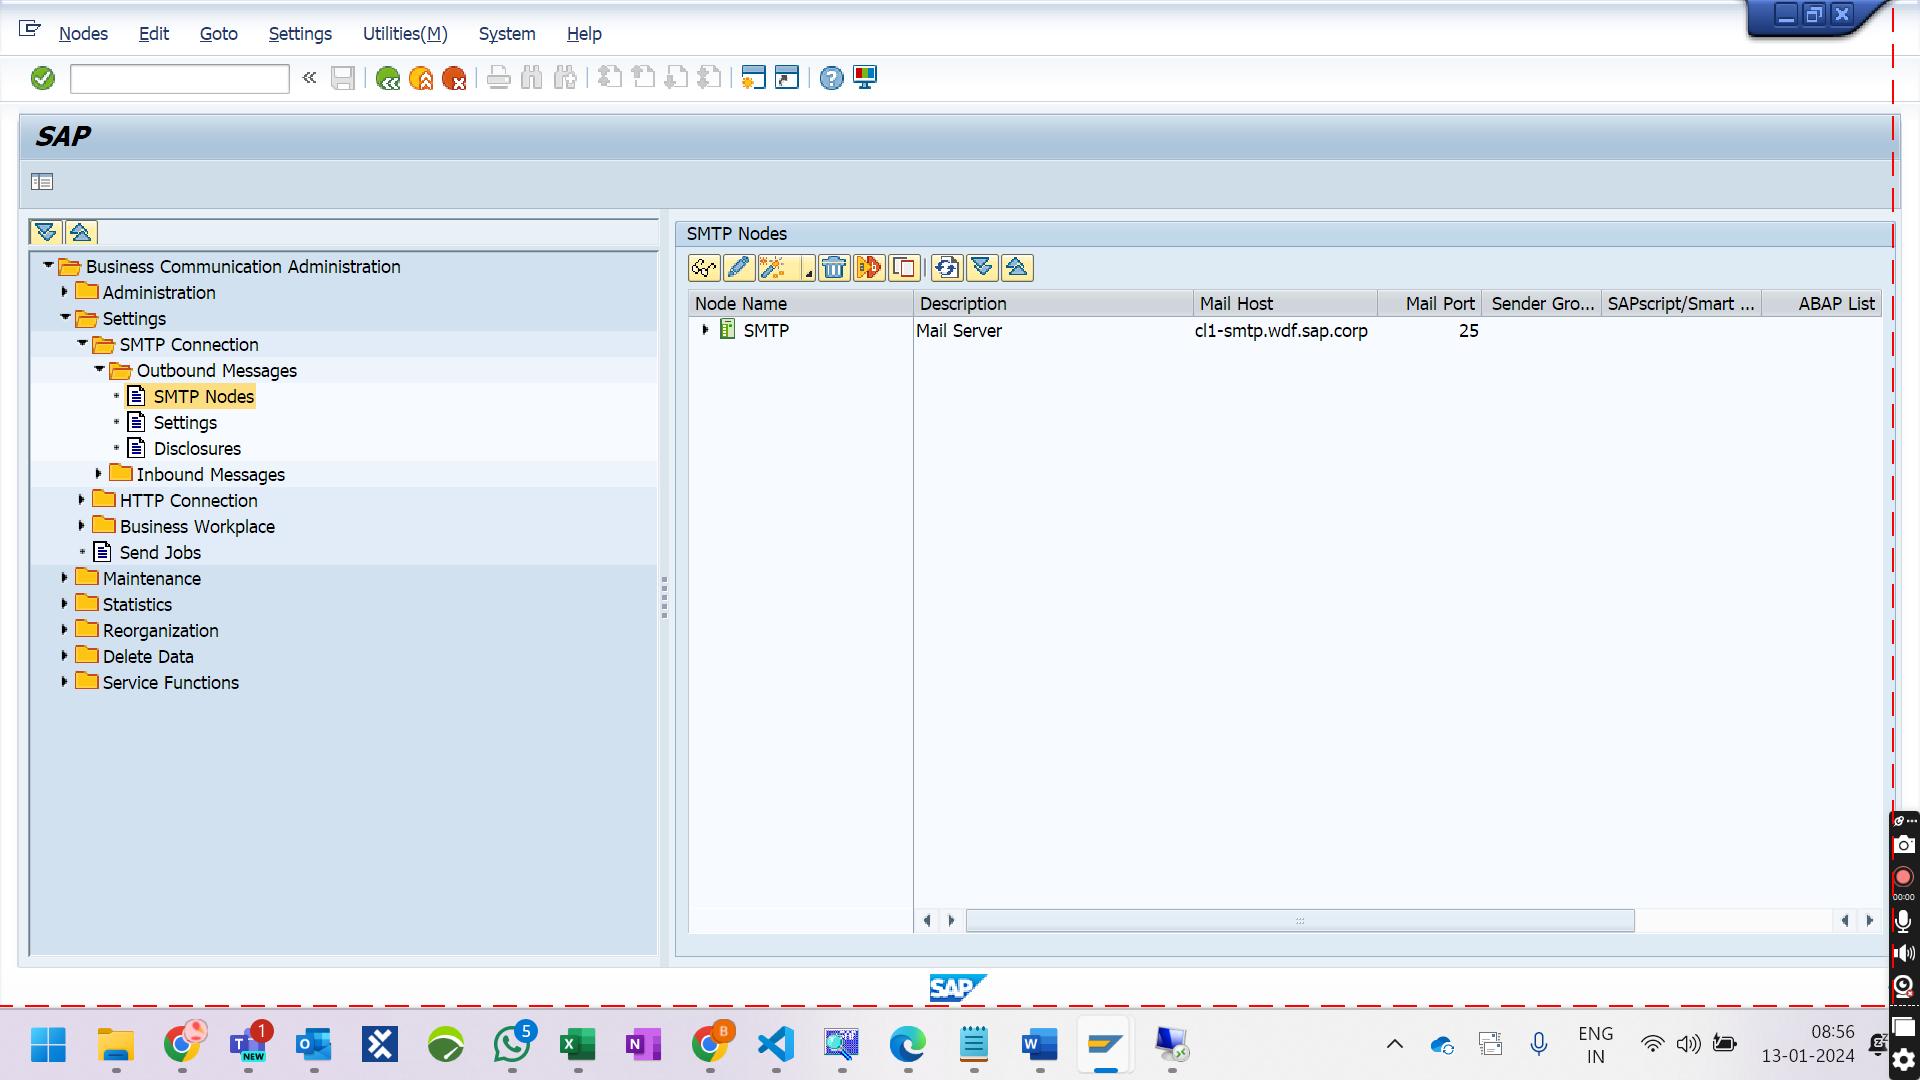 Nodes Edit Goto Settings Utilities(M) System Help
SAP
SMTP Nodes
Business Communication Administration
Administration
Settings
SMTP Connection
Outbound Messages
SMTP Nodes
Settings
Disclosures
Inbound Messages
HTTP Connection
Business Workplace
Send Jobs
Maintenance
Statistics
Reorganization
Delete Data
Service Functions
Node Name Description Mail Host Mail Port Sender Gro... SAPscript/Smart ... ABAP List
SMTP Mail Server cl1-smtp.wdf.sap.corp 25
SAP
00:00
1
NEW
5
B
ENG
IN
08:56
13-01-2024